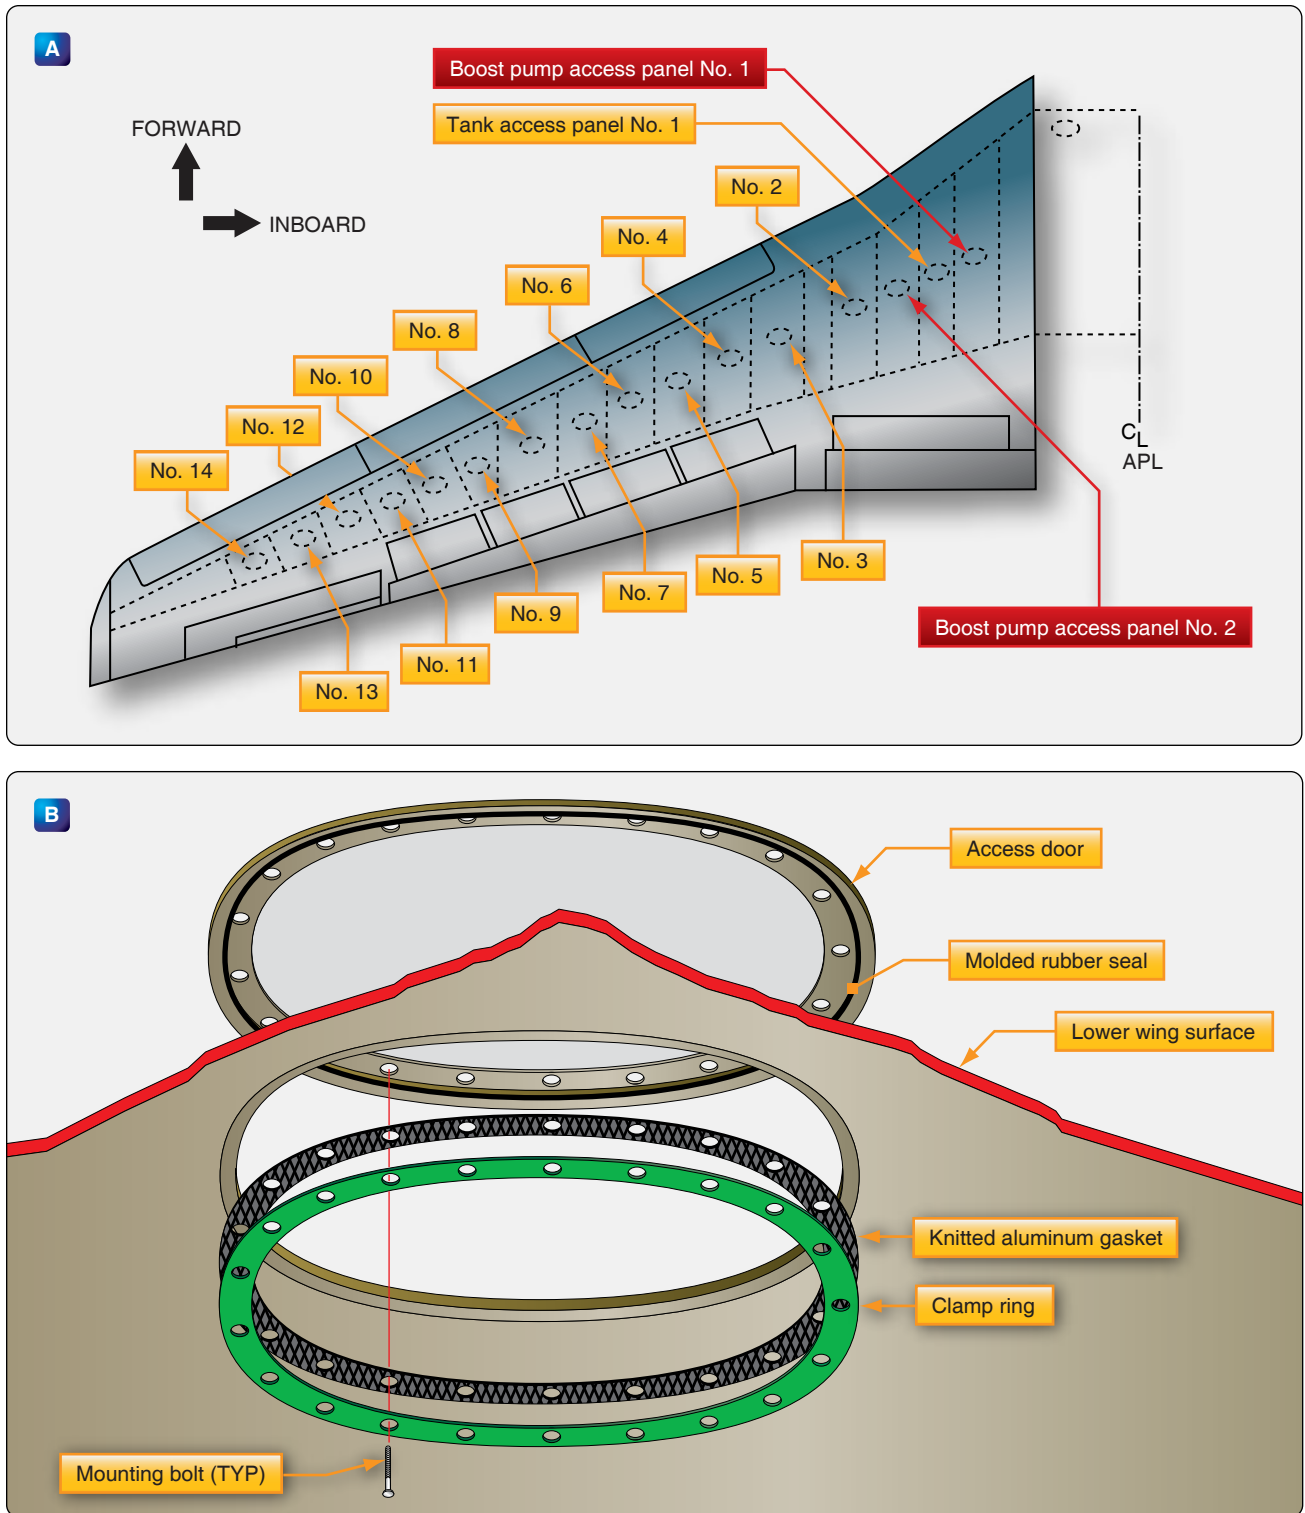 A
Boost pump access panel No. 1
Tank access panel No. 1
FORWARD
INBOARD
No. 2
No. 4
No. 6
No. 8
No. 10
No. 12
No. 14
CL
APL
No. 3
No. 5
No. 7
No. 9
No. 11
No. 13
Boost pump access panel No. 2
B
Access door
Molded rubber seal
Lower wing surface
Knitted aluminum gasket
Clamp ring
Mounting bolt (TYP)